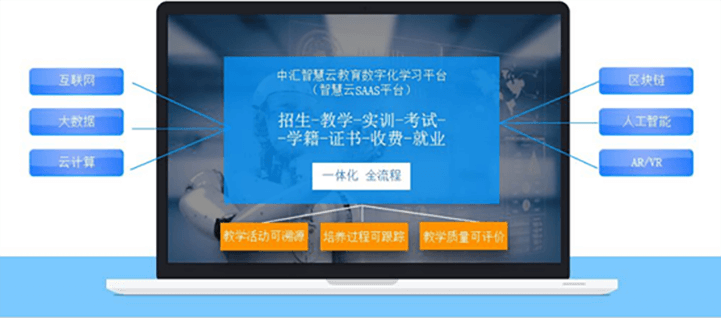 互联网
大数据
云计算
中汇智慧云教育数字化学习平台
（智慧云SAAS平台）
招生-教学-实训-考试-
-学籍-证书-收费-就业
一体化 全流程
教学活动可溯源
培养过程可跟踪
教学质量可评价
区块链
人工智能
AR/VR